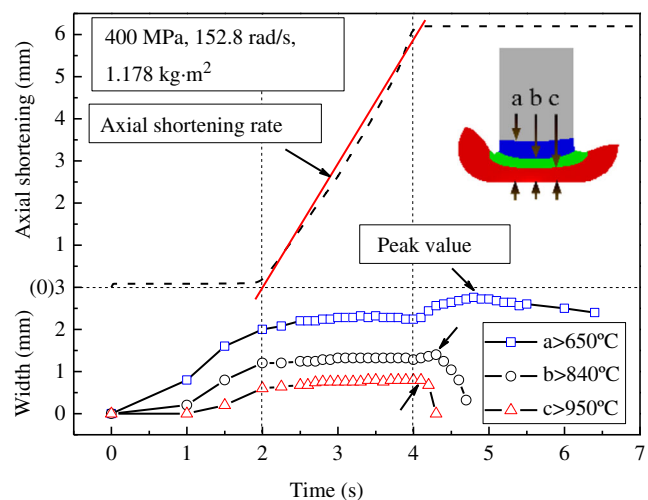 400 MPa, 152.8 rad/s,
1.178 kg·m²
Axial shortening rate
a b c
Peak value
a>650ºC
b>840ºC
c>950ºC
Axial shortening (mm)
6
5
4
3
2
1
(0)3
2
1
0
Width (mm)
0 1 2 3 4 5 6 7
Time (s)